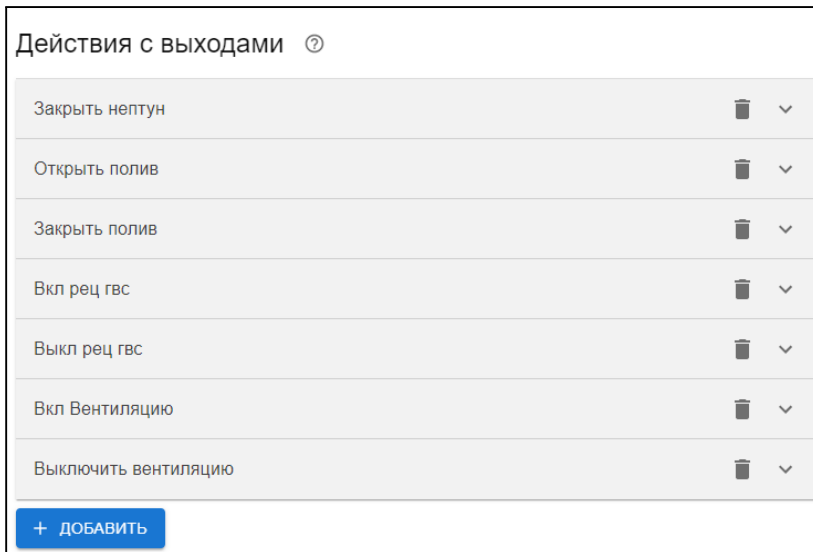 Действия с выходами
Закрыть нептун
Открыть полив
Закрыть полив
Вкл рец гвс
Выкл рец гвс
Вкл Вентиляцию
Выключить вентиляцию
+ ДОБАВИТЬ